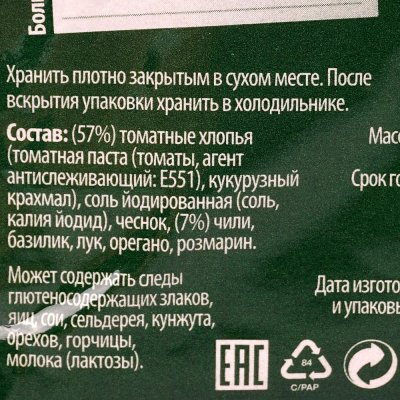 Хранить плотно закрытым в сухом месте. После
вскрытия упаковки хранить в холодильнике.
Состав: (57%) томатные хлопья
(томатная паста (томаты, агент
антислеживающий: Е551), кукурузный
крахмал), соль йодированная (соль,
калия йодид), чеснок, (7%) чили,
базилик, лук, орегано, розмарин.
Срок г
Может содержать следы
глютеносодержащих злаков,
яиц, сои, сельдерея, кунжута,
орехов, горчицы,
молока (лактозы).
Дата изгото
и упаковы
EAC
84
C/PAP